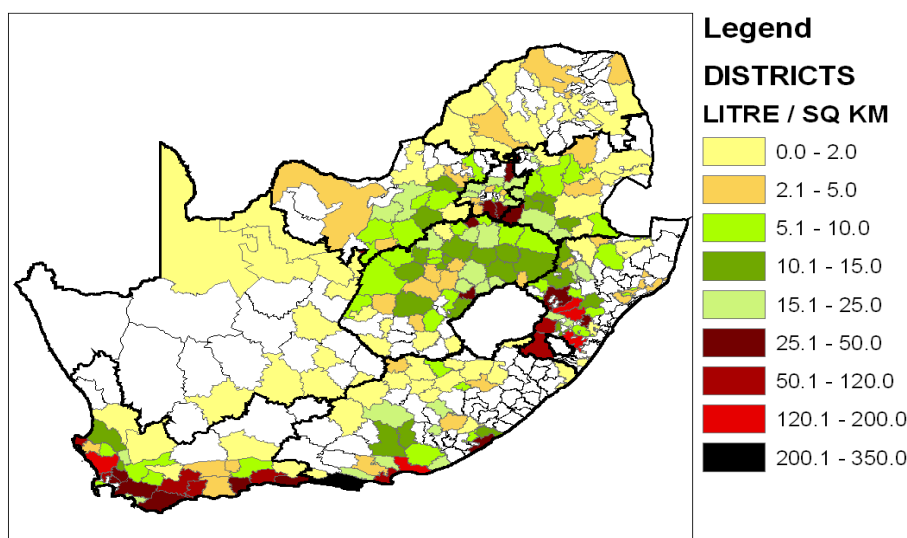 Legend
DISTRICTS
LITRE / SQ KM
0.0 - 2.0
2.1 - 5.0
5.1 - 10.0
10.1 - 15.0
15.1 - 25.0
25.1 - 50.0
50.1 - 120.0
120.1 - 200.0
200.1 - 350.0